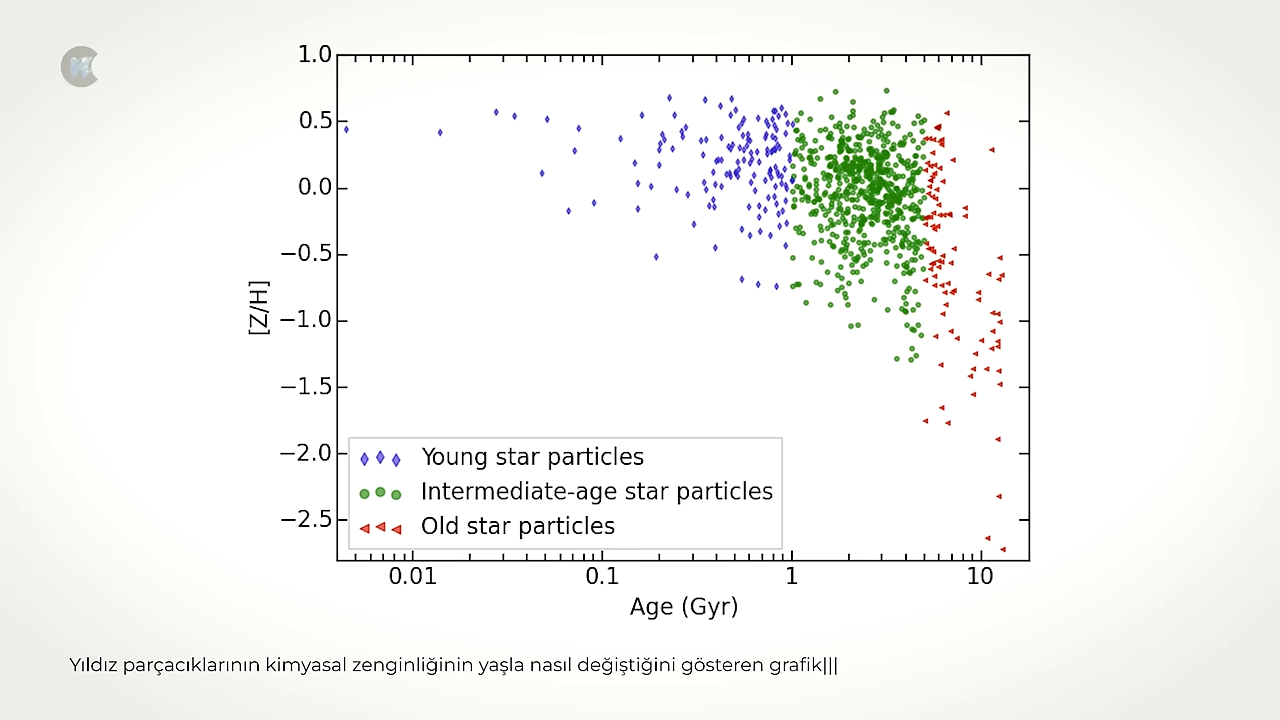 1.0
0.5
0.0
−0.5
−1.0
−1.5
−2.0
−2.5
[Z/H]
Young star particles
Intermediate-age star particles
Old star particles
0.01 0.1 1 10
Age (Gyr)
Yıldız parçacıklarının kimyasal zenginliğinin yaşla nasıl değiştiğini gösteren grafik|||